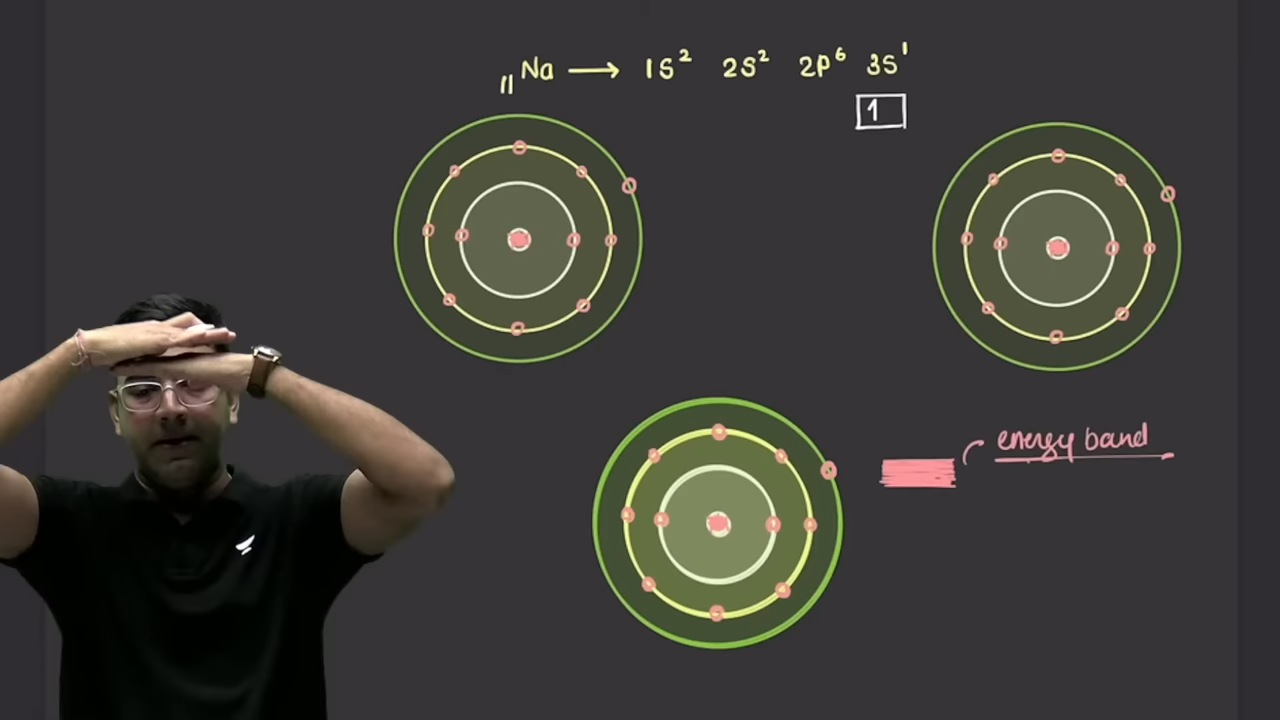 ₁₁Na ⟶ 1s² 2s² 2p⁶ 3s¹
1
energy band